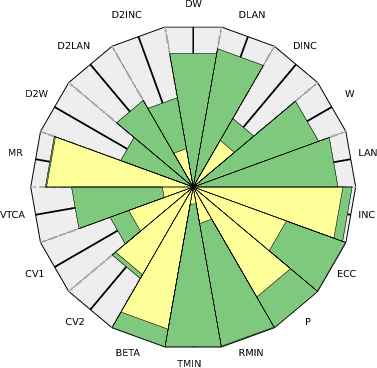 DW
D2INC
DLAN
D2LAN
DINC
D2W
W
MR
LAN
VTCA
INC
CV1
ECC
CV2
P
BETA
RMIN
TMIN